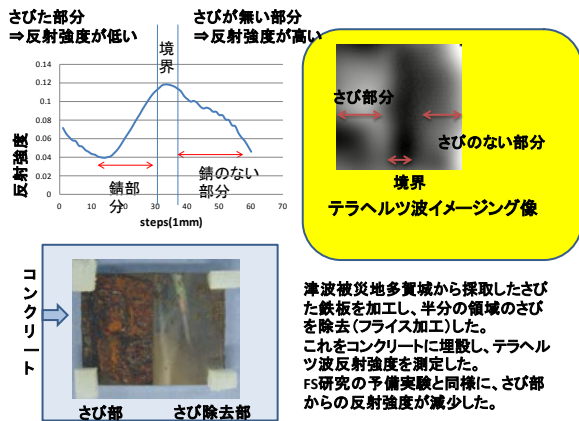 さびた部分
⇒反射強度が低い
さびが無い部分
⇒反射強度が高い
境界
0.14
0.12
0.1
0.08
0.06
0.04
0.02
0
反射強度
錆部分
錆のない
部分
0
10
20
30
40
50
60
70
steps(1mm)
さび部分
さびのない部分
境界
テラヘルツ波イメージング像
コンクリート
さび部
さび除去部
津波被災地多賀城から採取したさび
た鉄板を加工し、半分の領域のさび
を除去(フライス加工)した。
これをコンクリートに埋設し、テラヘル
ツ波反射強度を測定した。
FS研究の予備実験と同様に、さび部
からの反射強度が減少した。